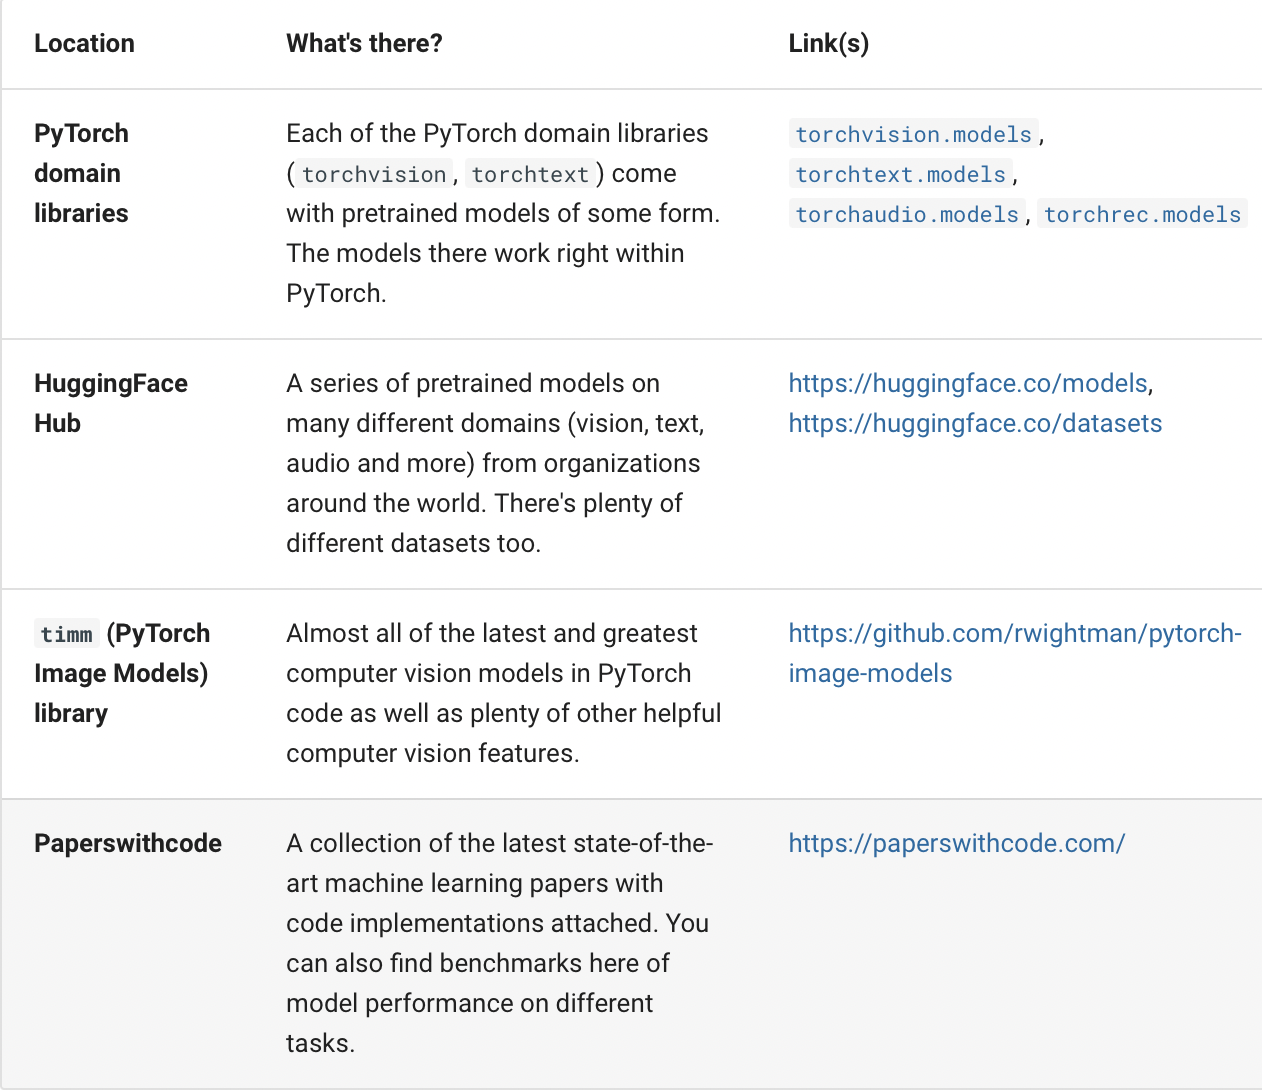 Location
What's there?
Link(s)
PyTorch
domain
libraries
Each of the PyTorch domain libraries
(torchvision, torchtext) come
with pretrained models of some form.
The models there work right within
PyTorch.
torchvision.models,
torchtext.models,
torchaudio.models, torchrec.models
HuggingFace
Hub
A series of pretrained models on
many different domains (vision, text,
audio and more) from organizations
around the world. There's plenty of
different datasets too.
https://huggingface.co/models,
https://huggingface.co/datasets
timm (PyTorch
Image Models)
library
Almost all of the latest and greatest
computer vision models in PyTorch
code as well as plenty of other helpful
computer vision features.
https://github.com/rwightman/pytorch-
image-models
Paperswithcode
A collection of the latest state-of-the-
art machine learning papers with
code implementations attached. You
can also find benchmarks here of
model performance on different
tasks.
https://paperswithcode.com/